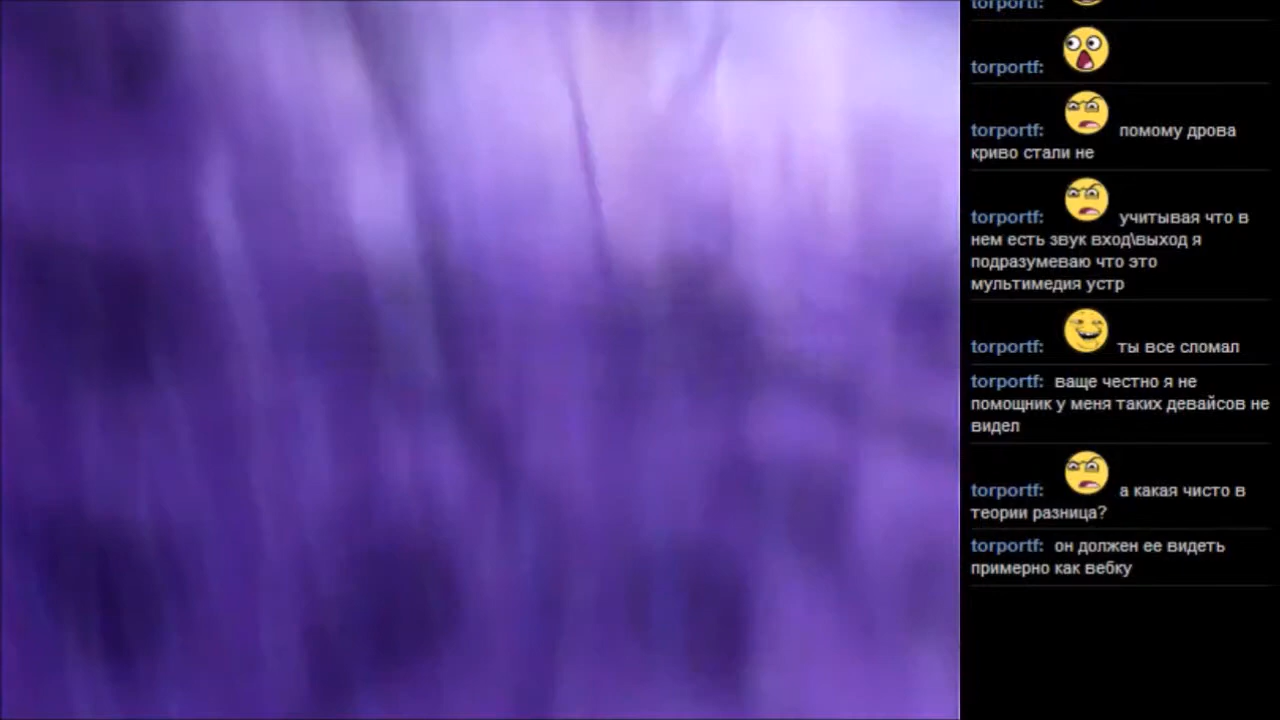 torportf:
torportf:
torportf: помому дрова
криво стали не
torportf: учитывая что в
нем есть звук вход\выход я
подразумеваю что это
мультимедия устр
torportf: ты все сломал
torportf: ваще честно я не
помощник у меня таких девайсов не
видел
torportf: а какая чисто в
теории разница?
torportf: он должен ее видеть
примерно как вебку